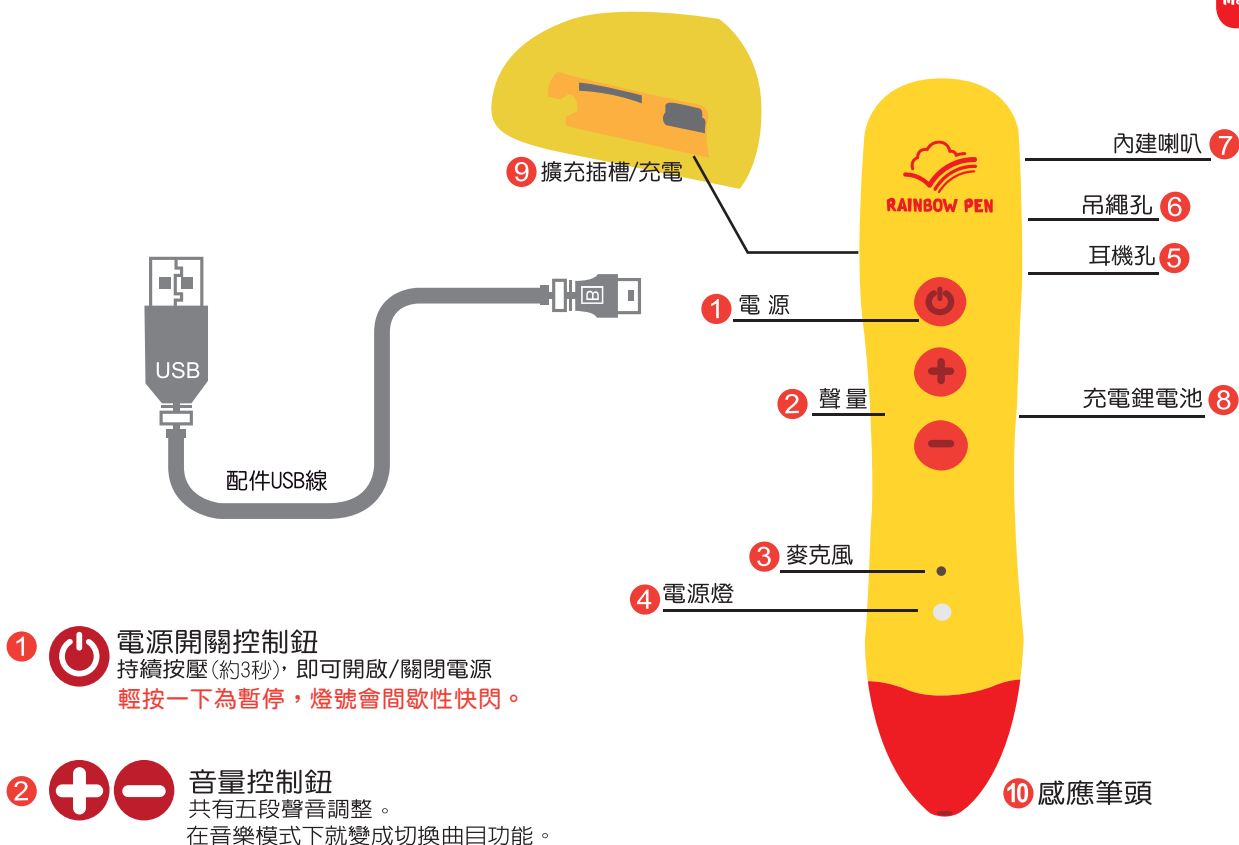 內建喇叭 7
9 擴充插槽/充電
RAINBOW PEN
吊繩孔 6
耳機孔 5
1 電 源
USB
2 聲 量
充電鋰電池 8
配件USB線
3 麥克風
4 電源燈
1 電源開關控制鈕
持續按壓(約3秒),即可開啟/關閉電源
輕按一下為暫停,燈號會間歇性快閃。
2 音量控制鈕
共有五段聲音調整。
在音樂模式下就變成切換曲目功能。
10 感應筆頭
B